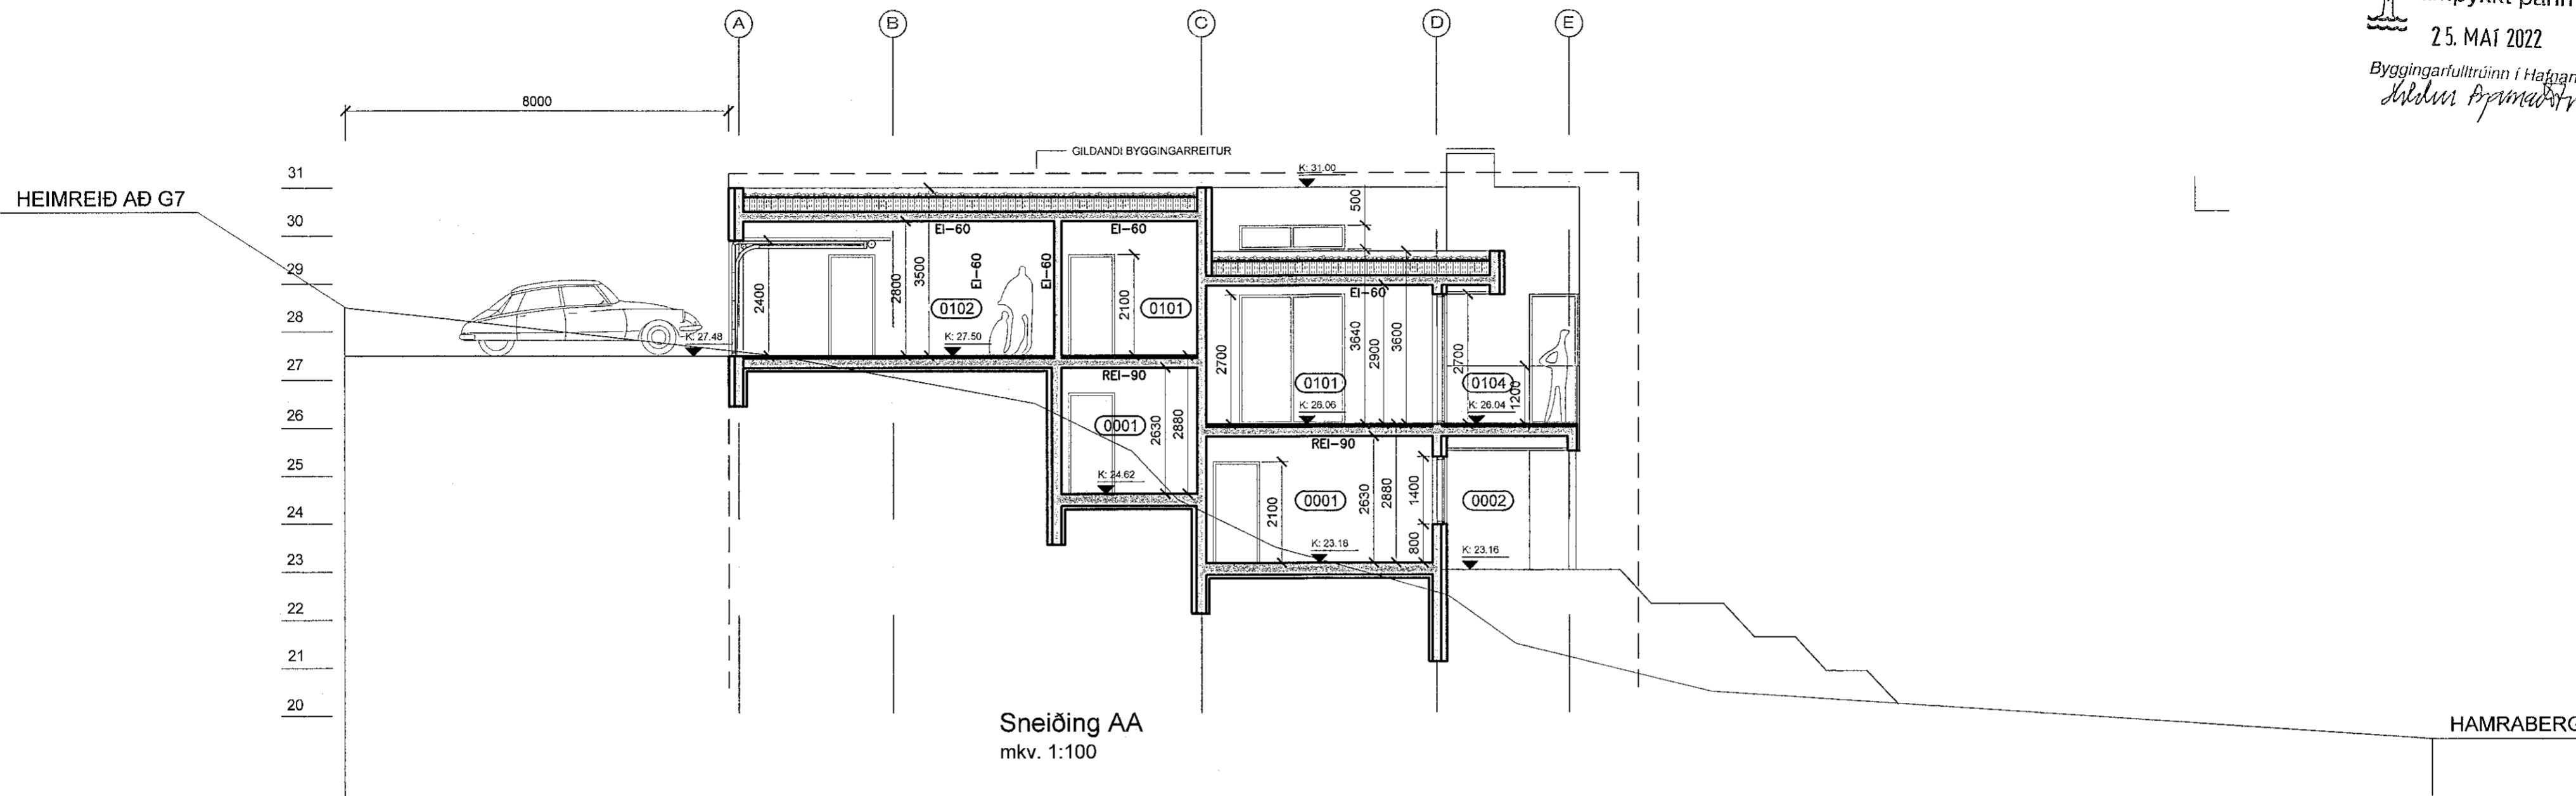 A
B
C
D
E
25. MAÍ 2022
Byggingarfulltrúinn í
8000
GILDANDI BYGGINGARREITUR
HEIMREIÐ AÐ G7
31
30
29
28
27
26
25
24
23
22
21
20
K: 31.00
500
EI-60
EI-60
EI-60
EI-60
EI-60
2400
2800
3500
0102
2100
0101
K: 27.48
K: 27.50
REI-90
2700
3640
2900
3600
2700
0101
0104
1200
K: 26.06
K: 26.04
0001
2630
2880
K: 24.62
REI-90
2100
0001
2630
2880
1400
800
0002
K: 23.16
K: 23.16
Sneiðing AA
mkv. 1:100
HAMRABERG